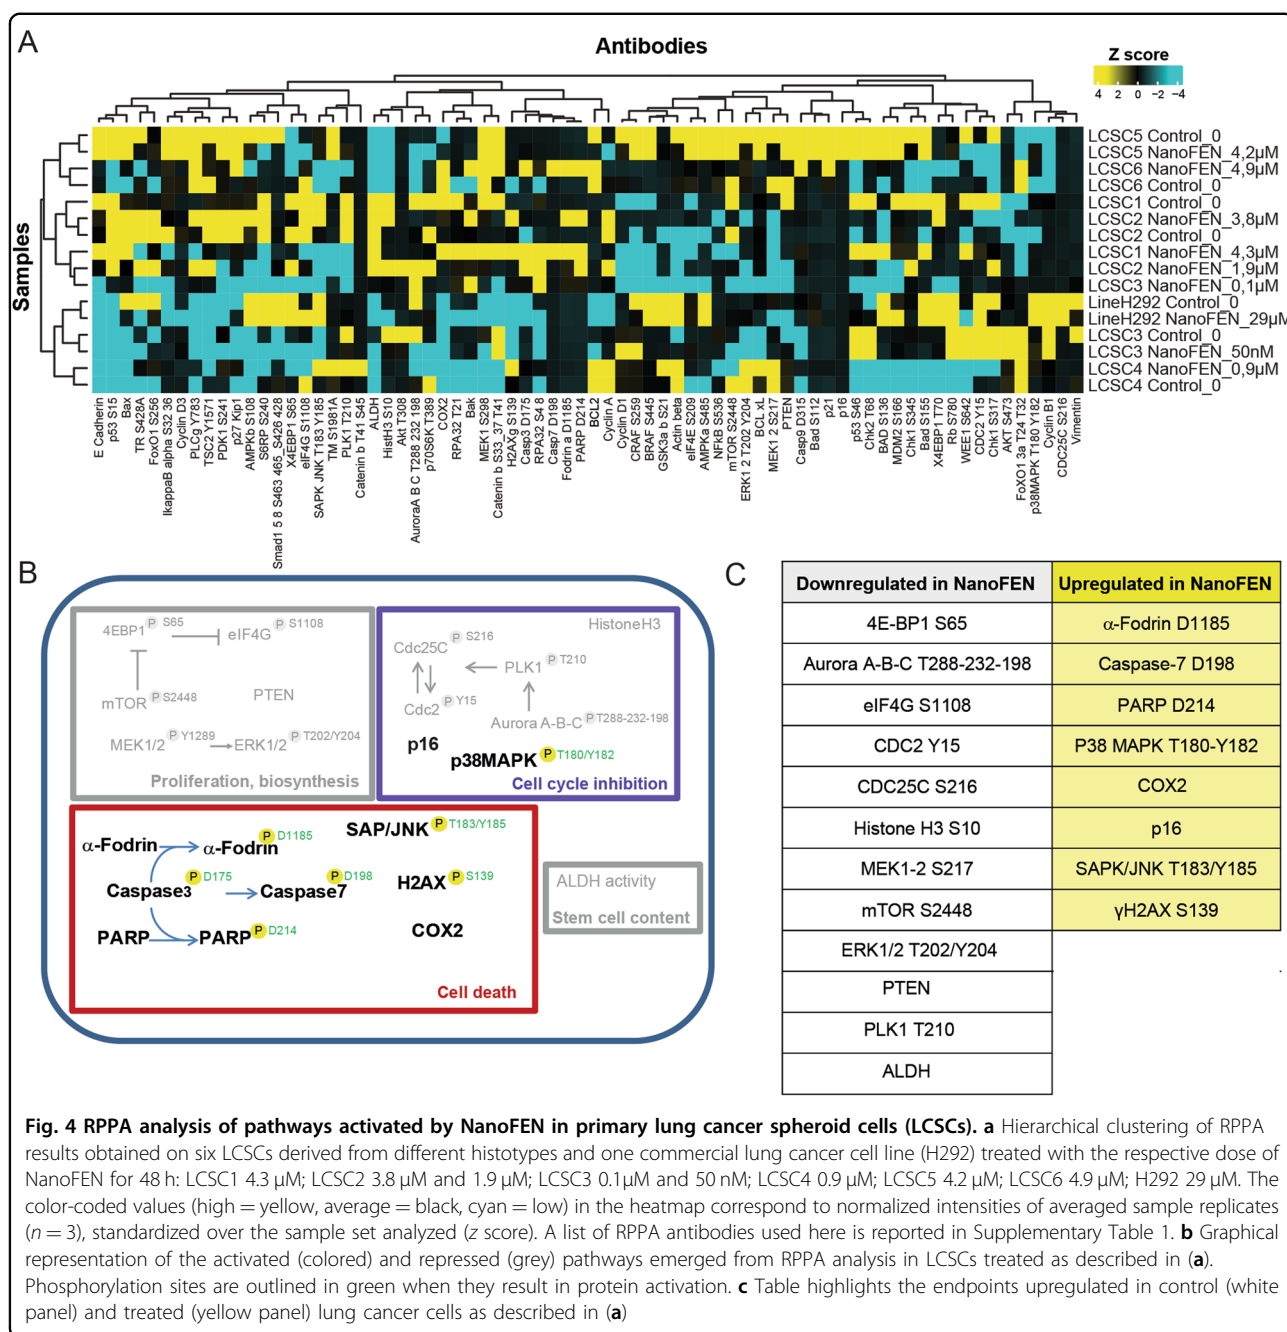 A
Antibodies
Z score
4 2 0 -2 -4
Samples
LCSC5 Control_0
LCSC5 NanoFEN_4,2µM
LCSC6 NanoFEN_4,9µM
LCSC6 Control_0
LCSC1 Control_0
LCSC2 NanoFEN_3,8µM
LCSC2 Control_0
LCSC1 NanoFEN_4,3µM
LCSC2 NanoFEN_1,9µM
LCSC3 NanoFEN_0,1µM
LineH292 Control_0
LineH292 NanoFEN_29µM
LCSC3 Control_0
LCSC3 NanoFEN_50nM
LCSC4 NanoFEN_0,9µM
LCSC4 Control_0
E Cadherin
p53 S15
Bax
TR S428A
FoxO1 S256
IkappaB alpha S32 36
Cyclin D3
PLCg Y783
TSC2 Y1571
PDK1 S241
p27 Kip1
AMPKb S108
S6RP S240
Smad1 5 8 S463 465_S426 428
X4EBP1 S65
eIF4G S1108
SAPK JNK T183 Y185
TM S1981A
PLK1 T210
Catenin b T41 S45
ALDH
HistH3 S10
Akt T308
AuroraA B C T288 232 198
p70S6K T389
COX2
RPA32 T21
Bak
MEK1 S298
Catenin b S33_37 T41
H2AXg S139
Casp3 D175
RPA32 S4 8
Casp7 D198
Fodrin a D1185
PARP D214
BCL2
Cyclin A
Cyclin D1
CRAF S259
BRAF S445
GSK3a b S21
Actin beta
eIF4E S209
AMPKa S485
NFkB S536
mTOR S2448
ERK1 2 T202 Y204
BCL xL
MEK1 2 S217
PTEN
Casp9 D315
Bad S112
p21
p16
p53 S46
Chk2 T68
BAD S136
MDM2 S166
Chk1 S345
Bad S155
X4EBP1 T70
Rb S780
WEE1 S642
CDC2 Y15
Chk1 S317
AKT S473
FoXO1 3a T24 T32
p38MAPK T180 Y182
Cyclin B1
CDC25C S216
Vimentin
B
4EBP1 P S65
eIF4G P S1108
mTOR P S2448
PTEN
MEK1/2 P Y1289
ERK1/2 P T202/Y204
Proliferation, biosynthesis
HistoneH3
Cdc25C P S216
PLK1 P T210
Cdc2 P Y15
Aurora A-B-C P T288-232-198
p16
p38MAPK P T180/Y182
Cell cycle inhibition
α-Fodrin
α-Fodrin P D1185
SAP/JNK P T183/Y185
Caspase3 P D175
Caspase7 P D198
H2AX P S139
PARP
PARP P D214
COX2
Cell death
ALDH activity
Stem cell content
C
Downregulated in NanoFEN Upregulated in NanoFEN
4E-BP1 S65 α-Fodrin D1185
Aurora A-B-C T288-232-198 Caspase-7 D198
eIF4G S1108 PARP D214
CDC2 Y15 P38 MAPK T180-Y182
CDC25C S216 COX2
Histone H3 S10 p16
MEK1-2 S217 SAPK/JNK T183/Y185
mTOR S2448 γH2AX S139
ERK1/2 T202/Y204
PTEN
PLK1 T210
ALDH
Fig. 4 RPPA analysis of pathways activated by NanoFEN in primary lung cancer spheroid cells (LCSCs). a Hierarchical clustering of RPPA
results obtained on six LCSCs derived from different histotypes and one commercial lung cancer cell line (H292) treated with the respective dose of
NanoFEN for 48 h: LCSC1 4.3 µM; LCSC2 3.8 µM and 1.9 µM; LCSC3 0.1µM and 50 nM; LCSC4 0.9 µM; LCSC5 4.2 µM; LCSC6 4.9 µM; H292 29 µM. The
color-coded values (high = yellow, average = black, cyan = low) in the heatmap correspond to normalized intensities of averaged sample replicates
(n = 3), standardized over the sample set analyzed (z score). A list of RPPA antibodies used here is reported in Supplementary Table 1. b Graphical
representation of the activated (colored) and repressed (grey) pathways emerged from RPPA analysis in LCSCs treated as described in (a).
Phosphorylation sites are outlined in green when they result in protein activation. c Table highlights the endpoints upregulated in control (white
panel) and treated (yellow panel) lung cancer cells as described in (a)